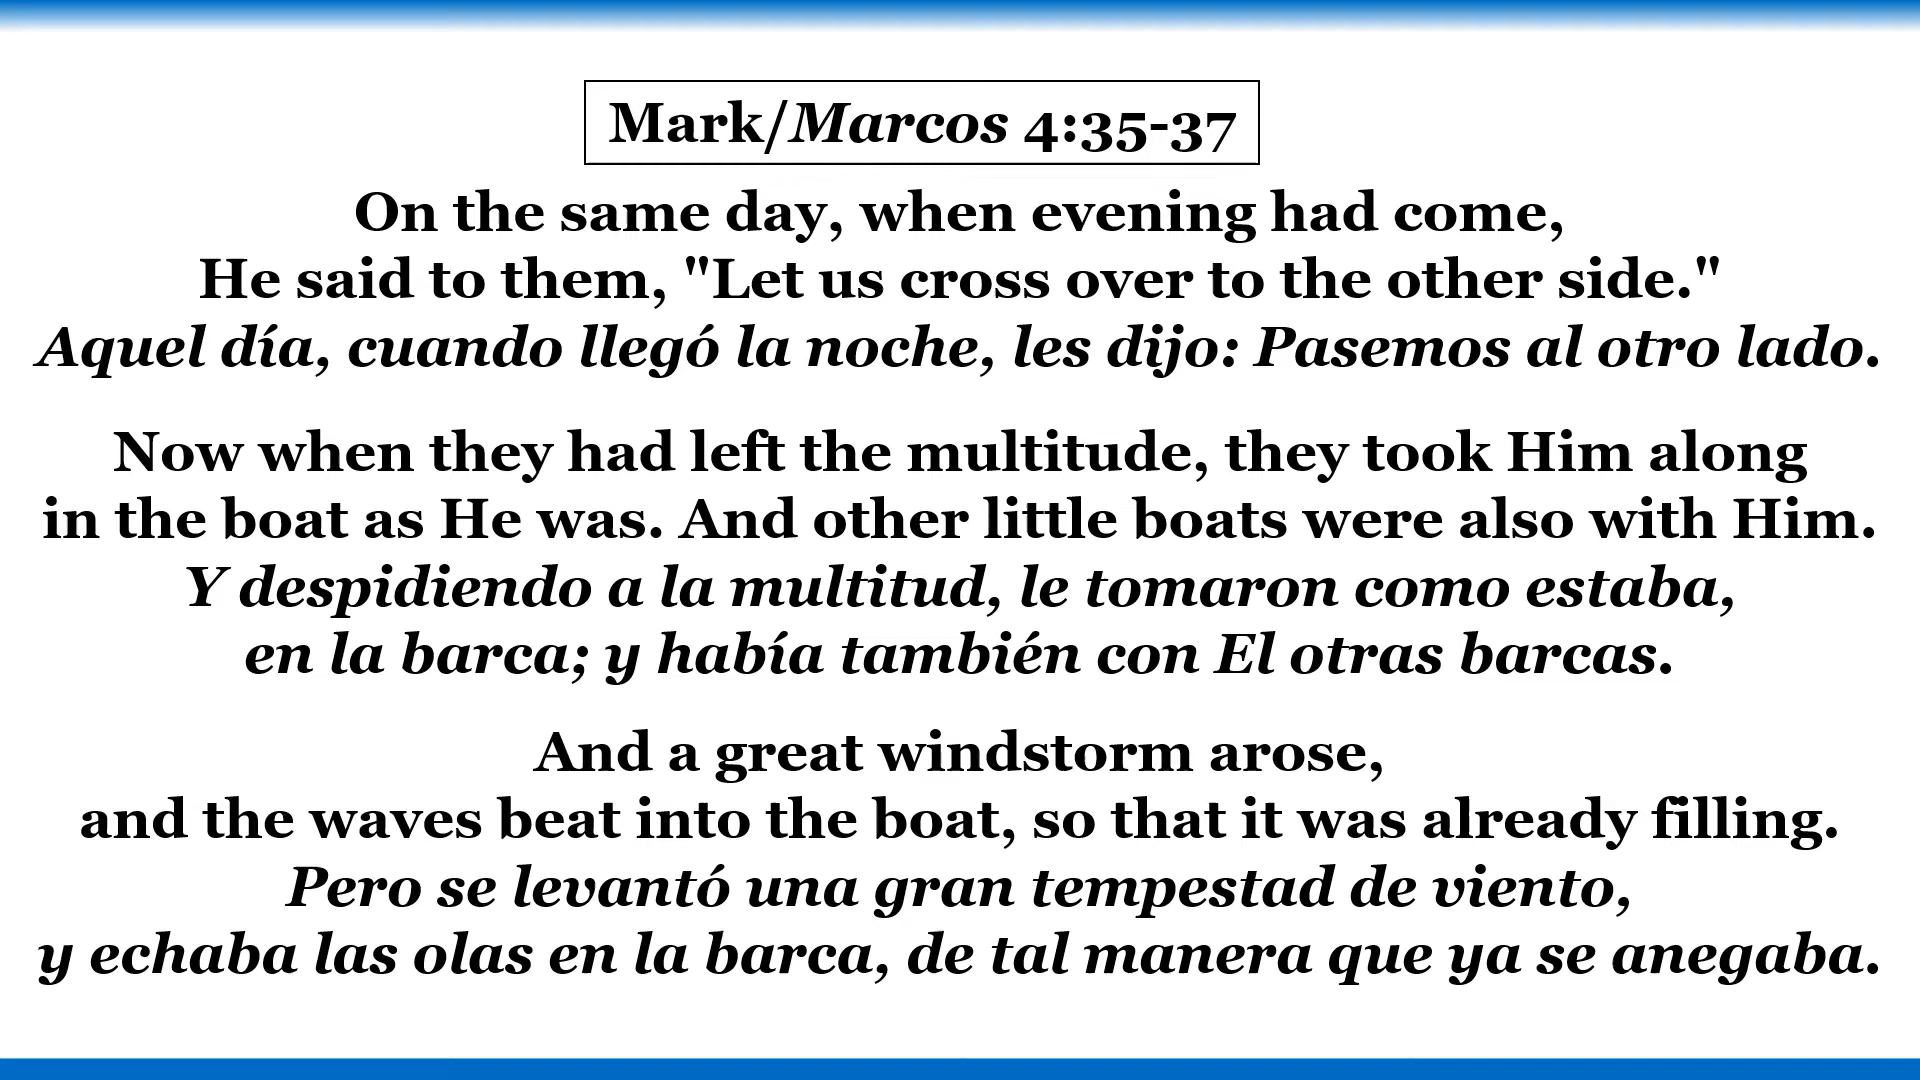 Mark/Marcos 4:35-37
On the same day, when evening had come,
He said to them, "Let us cross over to the other side."
Aquel día, cuando llegó la noche, les dijo: Pasemos al otro lado.
Now when they had left the multitude, they took Him along
in the boat as He was. And other little boats were also with Him.
Y despidiendo a la multitud, le tomaron como estaba,
en la barca; y había también con El otras barcas.
And a great windstorm arose,
and the waves beat into the boat, so that it was already filling.
Pero se levantó una gran tempestad de viento,
y echaba las olas en la barca, de tal manera que ya se anegaba.